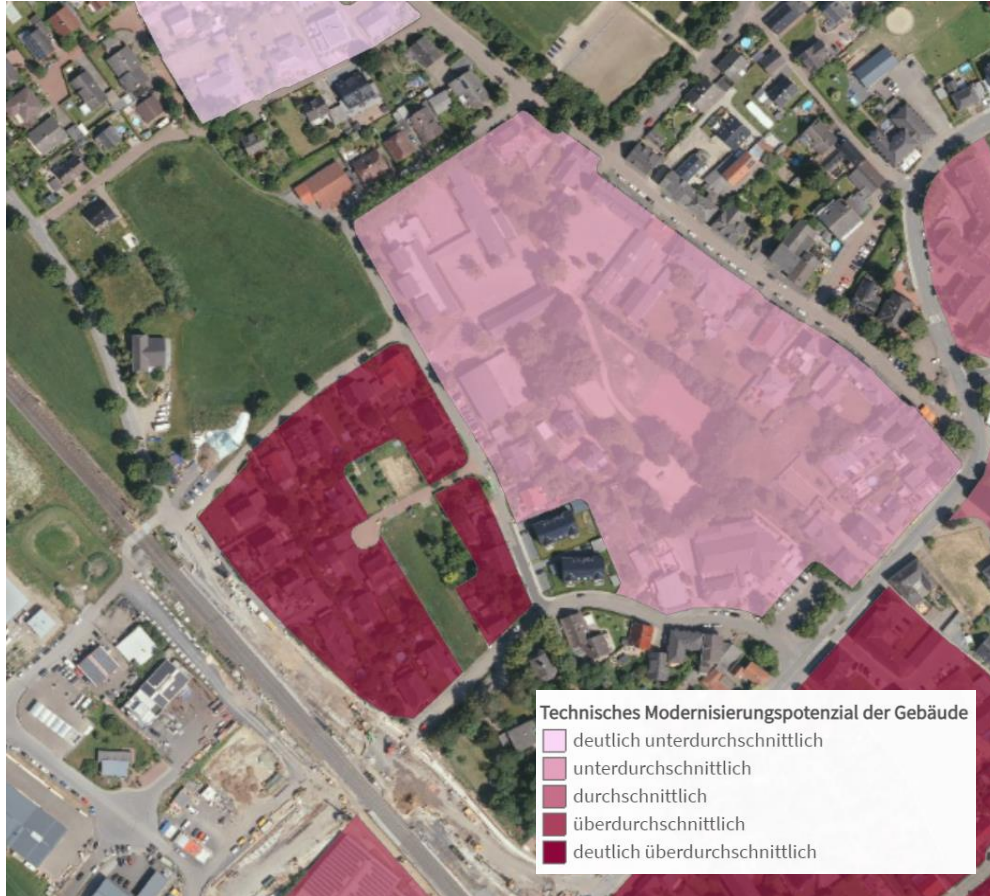 Technisches Modernisierungspotenzial der Gebäude
deutlich unterdurchschnittlich
unterdurchschnittlich
durchschnittlich
überdurchschnittlich
deutlich überdurchschnittlich